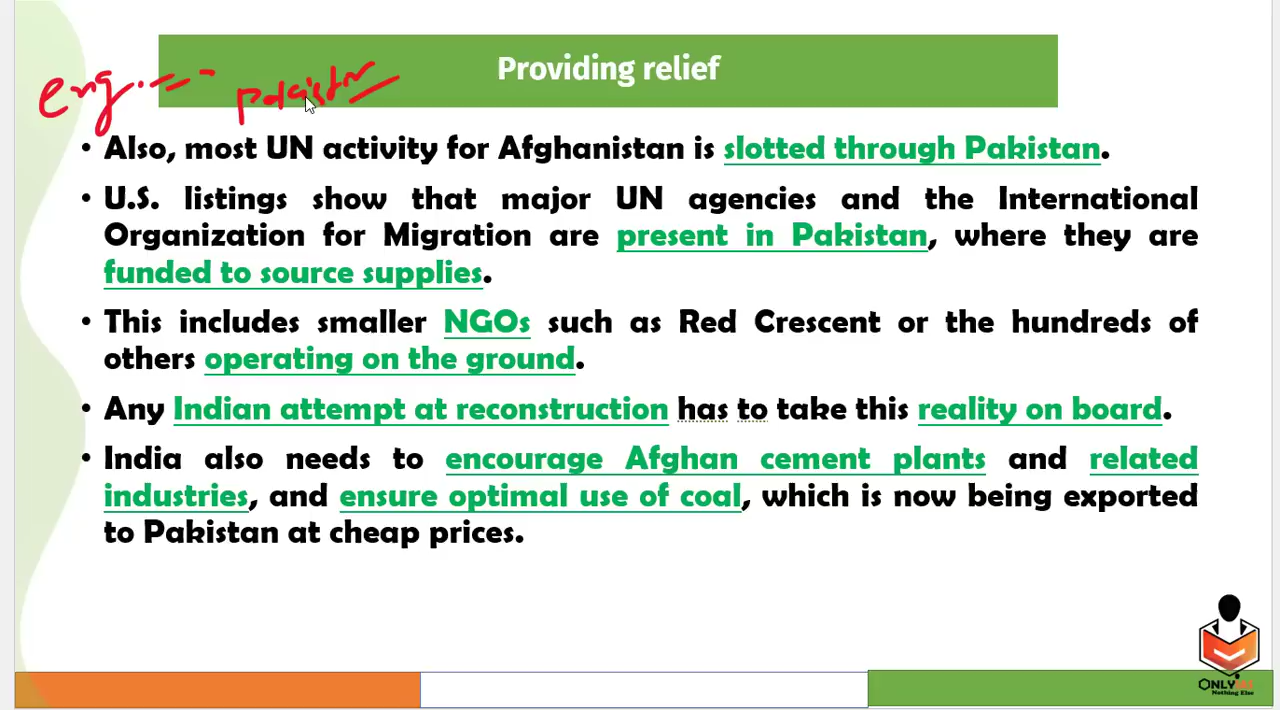 Providing relief
eng.
Pakistan
• Also, most UN activity for Afghanistan is slotted through Pakistan.
• U.S. listings show that major UN agencies and the International
Organization for Migration are present in Pakistan, where they are
funded to source supplies.
• This includes smaller NGOs such as Red Crescent or the hundreds of
others operating on the ground.
• Any Indian attempt at reconstruction has to take this reality on board.
• India also needs to encourage Afghan cement plants and related
industries, and ensure optimal use of coal, which is now being exported
to Pakistan at cheap prices.
ONLYIAS
Nothing Else